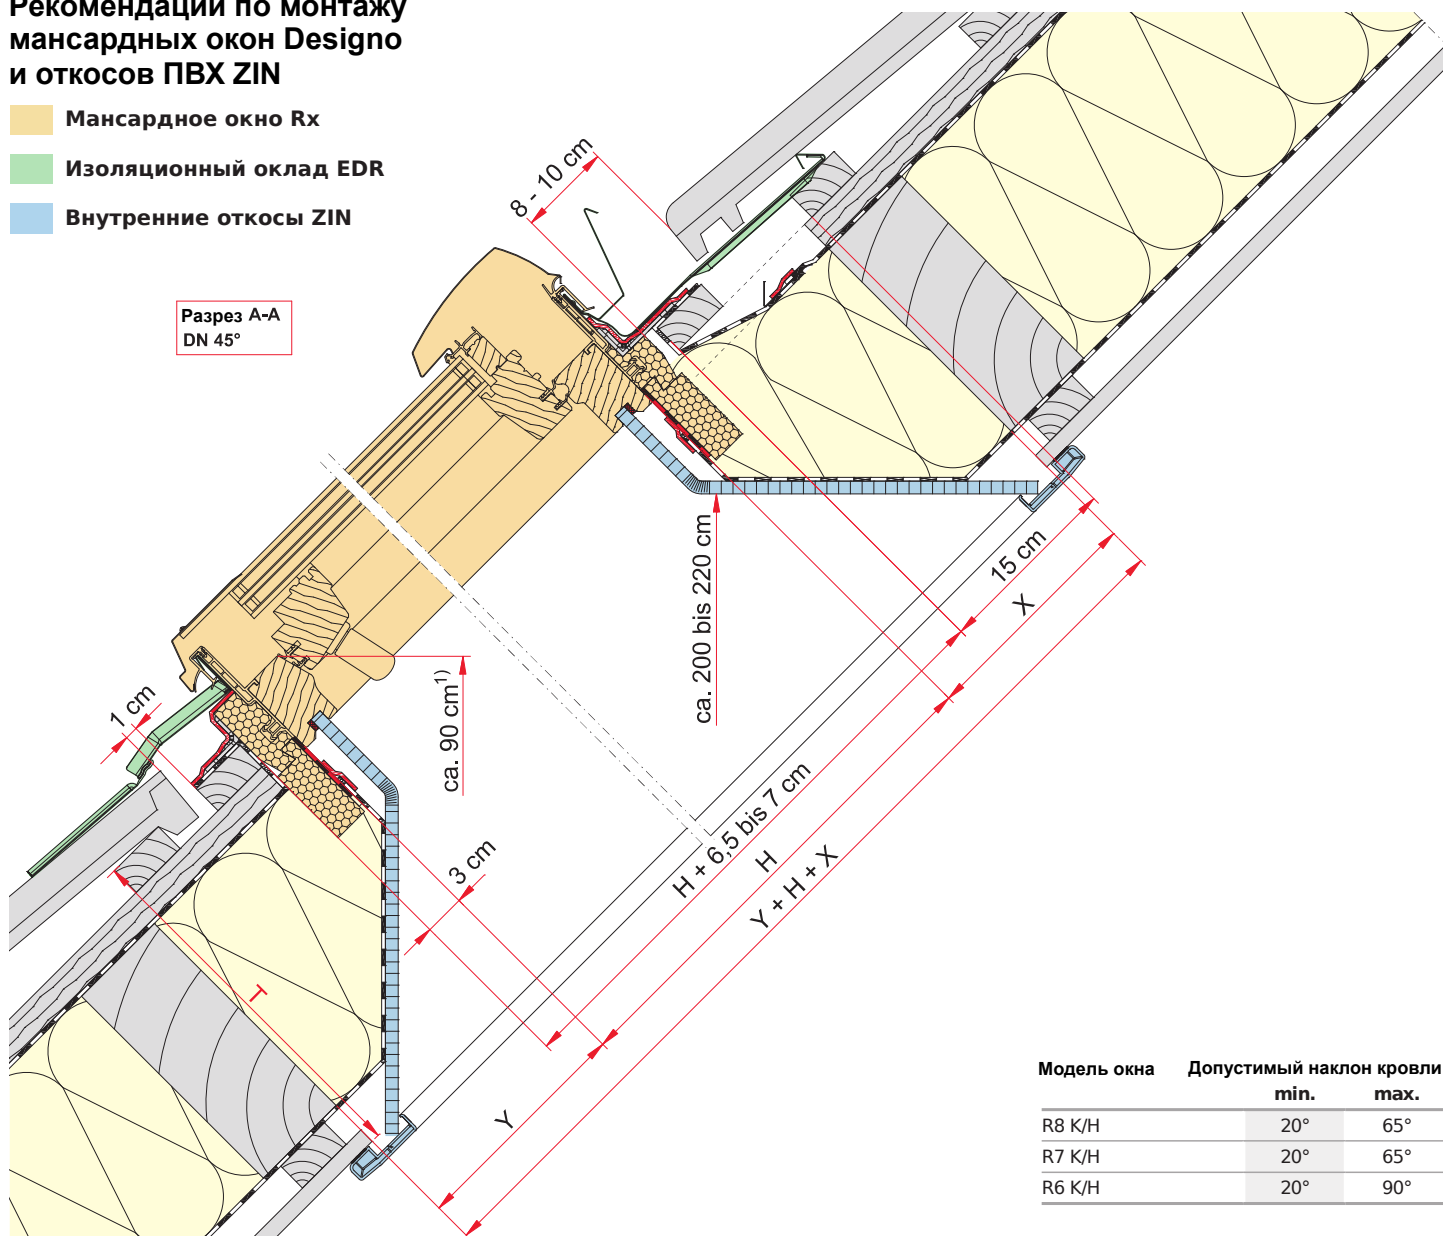 Рекомендации по монтажу
мансардных окон Designo
и откосов ПВХ ZIN
Мансардное окно Rx
Изоляционный оклад EDR
Внутренние откосы ZIN
Разрез A-A
DN 45°
8 - 10 cm
1 cm
ca. 90 cm¹⁾
ca. 200 bis 220 cm
15 cm
X
3 cm
H + 6,5 bis 7 cm
H
Y + H + X
T
Y
Модель окна Допустимый наклон кровли
min. max.
R8 K/H 20° 65°
R7 K/H 20° 65°
R6 K/H 20° 90°